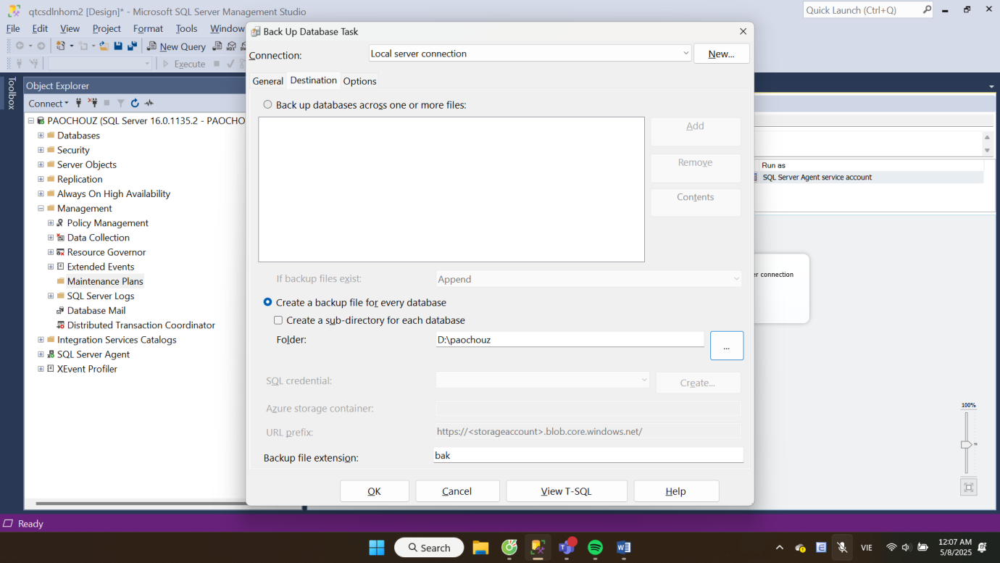 qtcsdlnhom2 [Design]* - Microsoft SQL Server Management Studio
Quick Launch (Ctrl+Q)
File Edit View Project Format Tools Window
New Query
Execute
Toolbox
Object Explorer
Connect
PAOCHOUZ (SQL Server 16.0.1135.2 - PAOCHO
Databases
Security
Server Objects
Replication
Always On High Availability
Management
Policy Management
Data Collection
Resource Governor
Extended Events
Maintenance Plans
SQL Server Logs
Database Mail
Distributed Transaction Coordinator
Integration Services Catalogs
SQL Server Agent
XEvent Profiler
Back Up Database Task
Connection: Local server connection New...
General Destination Options
Back up databases across one or more files:
Add
Remove
Contents
If backup files exist: Append
Create a backup file for every database
Create a sub-directory for each database
Folder: D:\paochouz ...
SQL credential: Create...
Azure storage container:
URL prefix: https://<storageaccount>.blob.core.windows.net/
Backup file extension: bak
OK Cancel View T-SQL Help
Run as
SQL Server Agent service account
er connection
100%
Ready
Search
VIE
12:07 AM
5/8/2025